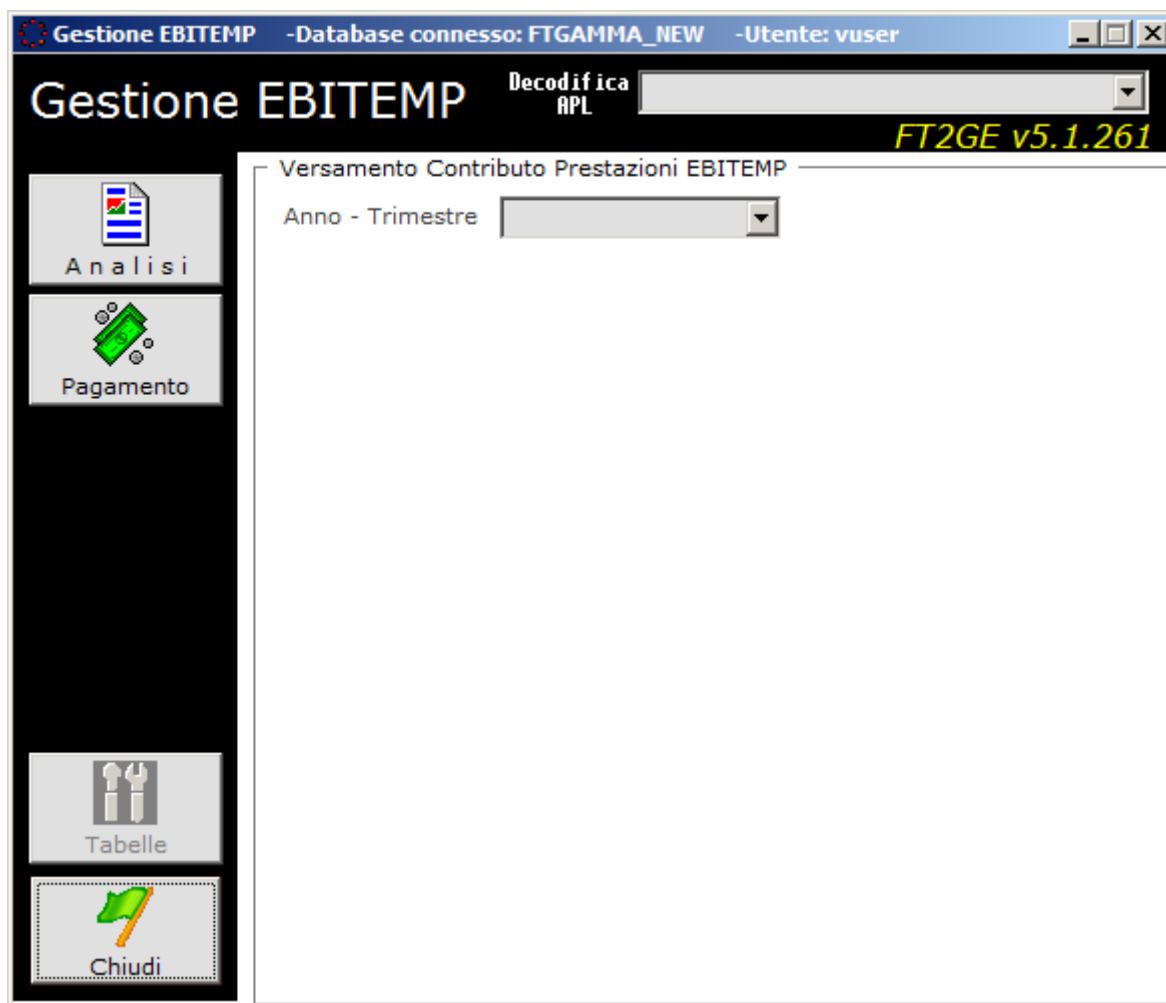 Gestione EBITEMP -Database connesso: FTGAMMA_NEW -Utente: vuser
Gestione EBITEMP
Decodifica
APL
FT2GE v5.1.261
Versamento Contributo Prestazioni EBITEMP
Anno - Trimestre
Analisi
Pagamento
Tabelle
Chiudi